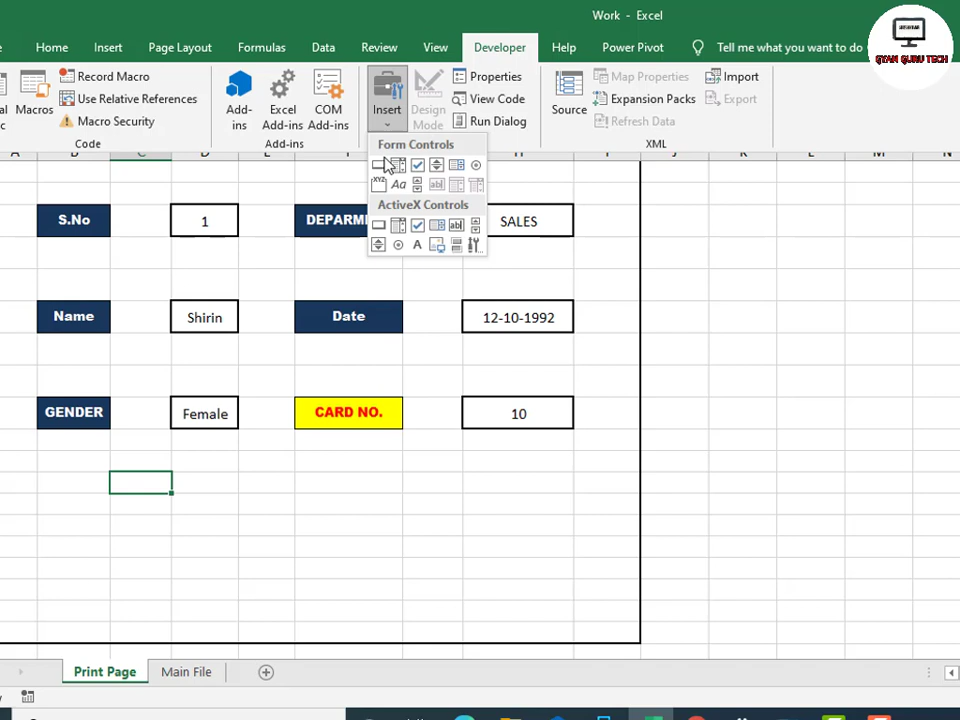 Work - Excel
GYAN GURU TECH
Home Insert Page Layout Formulas Data Review View Developer Help Power Pivot Tell me what you want to do
Macros
Record Macro
Use Relative References
Macro Security
Code
Add-
ins
Excel
Add-ins
COM
Add-ins
Add-ins
Insert
Design
Mode
Properties
View Code
Run Dialog
Source
Map Properties
Expansion Packs
Refresh Data
Import
Export
XML
Form Controls
XYZ Aa ab|
ActiveX Controls
ab|
A
B C D E H J K L M N
S.No 1 SALES
Name Shirin Date 12-10-1992
GENDER Female CARD NO. 10
Print Page Main File